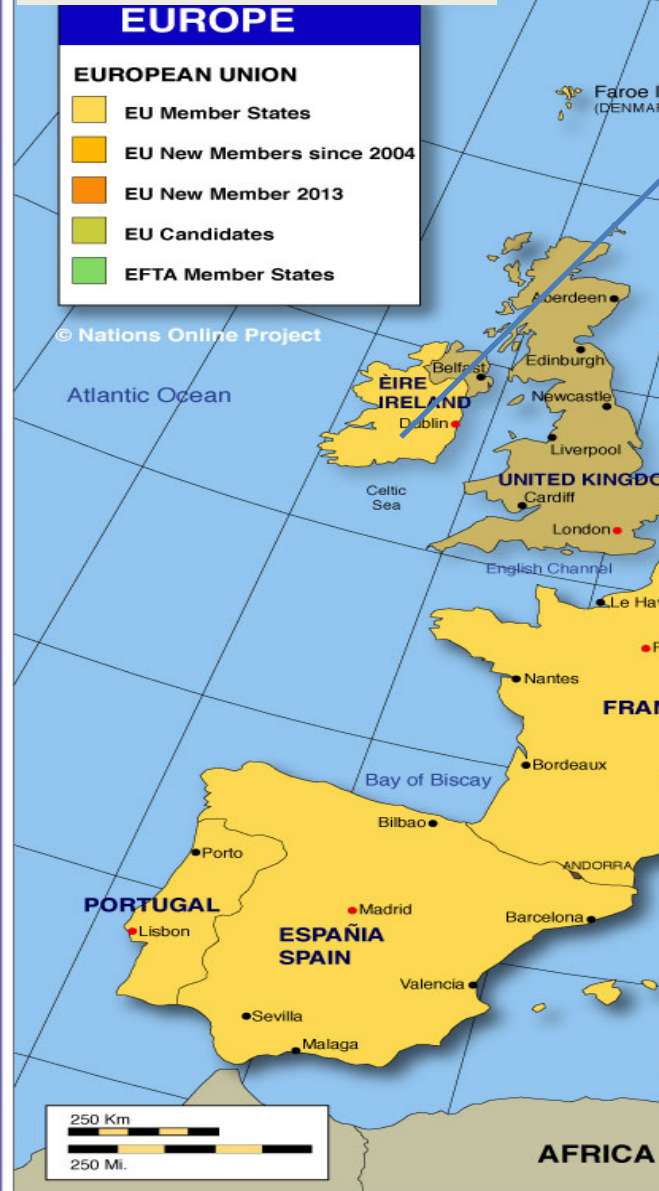 EUROPE
EUROPEAN UNION
EU Member States
EU New Members since 2004
EU New Member 2013
EU Candidates
EFTA Member States
© Nations Online Project
Faroe I
(DENMAR
Atlantic Ocean
Aberdeen
Edinburgh
Belfast
ÈIRE
IRELAND
Dublin
Newcastle
Liverpool
UNITED KINGDO
Celtic
Sea
Cardiff
London
English Channel
Le Hav
P
Nantes
FRAN
Bordeaux
Bay of Biscay
Bilbao
Porto
ANDORRA
PORTUGAL
Lisbon
Madrid
Barcelona
ESPAÑIA
SPAIN
Valencia
Sevilla
Malaga
250 Km
250 Mi.
AFRICA